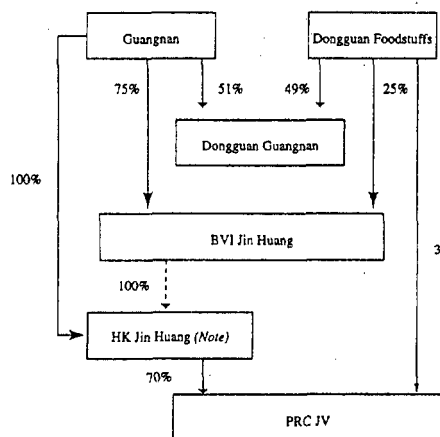 Guangnan
Dongguan Foodstuffs
75%
51%
49%
25%
Dongguan Guangnan
100%
BVI Jin Huang
3
100%
HK Jin Huang (Note)
70%
PRC JV